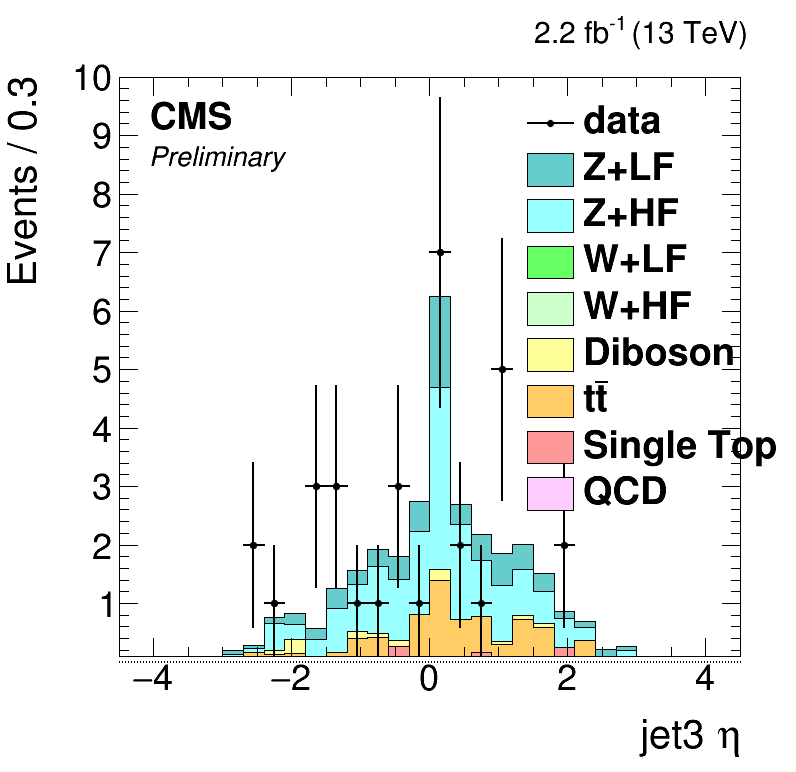 2.2 fb⁻¹ (13 TeV)
Events / 0.3
10
9
8
7
6
5
4
3
2
1
CMS
Preliminary
data
Z+LF
Z+HF
W+LF
W+HF
Diboson
tt̄
Single Top
QCD
−4 −2 0 2 4
jet3 η